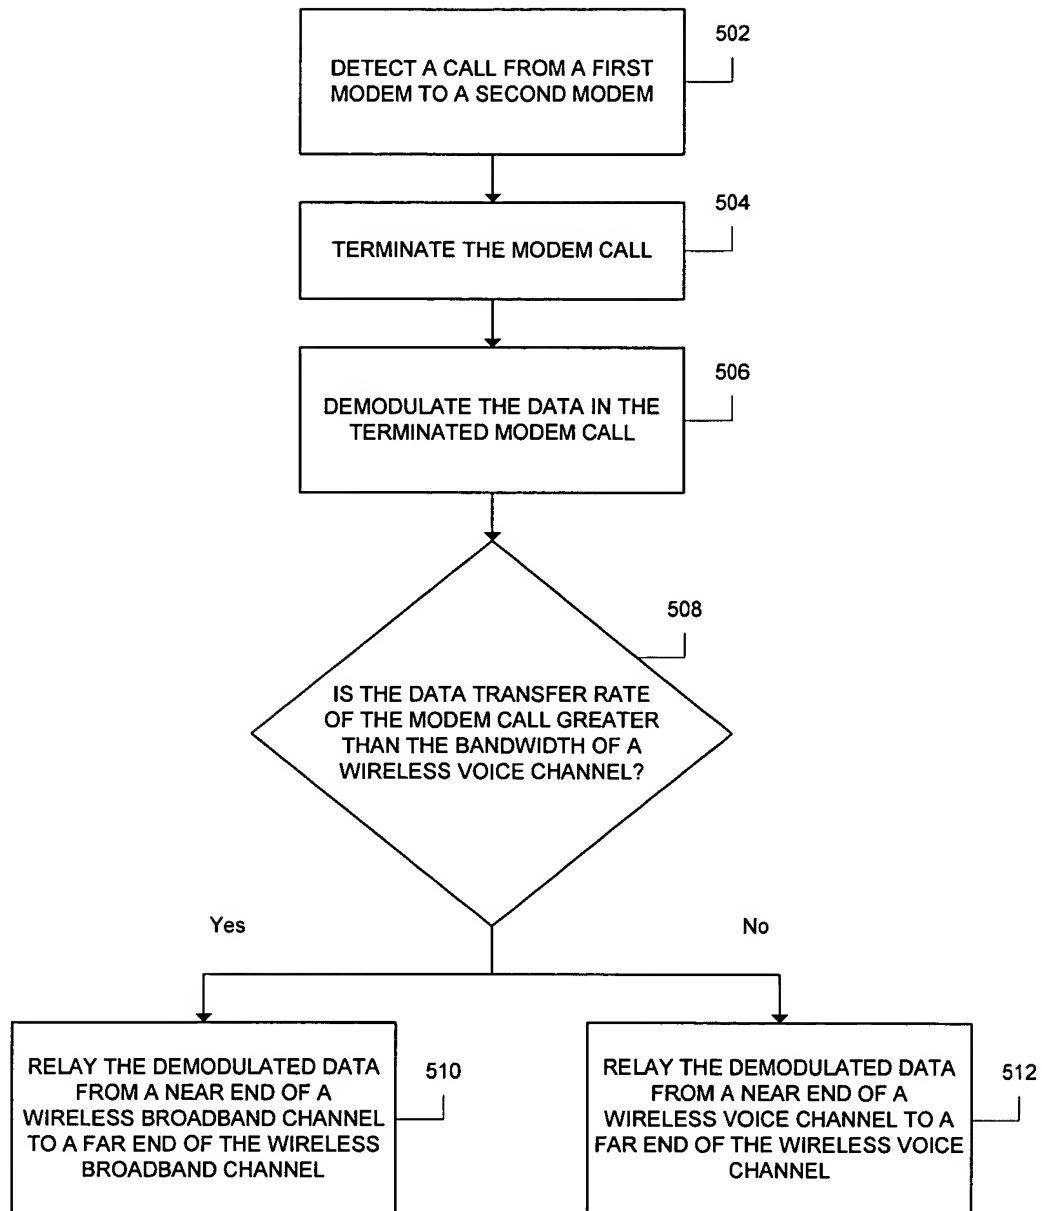 502
DETECT A CALL FROM A FIRST
MODEM TO A SECOND MODEM
504
TERMINATE THE MODEM CALL
506
DEMODULATE THE DATA IN THE
TERMINATED MODEM CALL
508
IS THE DATA TRANSFER RATE
OF THE MODEM CALL GREATER
THAN THE BANDWIDTH OF A
WIRELESS VOICE CHANNEL?
Yes
No
RELAY THE DEMODULATED DATA
FROM A NEAR END OF A
WIRELESS BROADBAND CHANNEL
TO A FAR END OF THE WIRELESS
BROADBAND CHANNEL
510
RELAY THE DEMODULATED DATA
FROM A NEAR END OF A
WIRELESS VOICE CHANNEL TO A
FAR END OF THE WIRELESS VOICE
CHANNEL
512